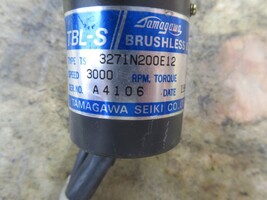 Tamagawa
TBL-S BRUSHLESS
TYPE TS 3271N200E12
SPEED 3000 RPM, TORQUE
SER. NO. A4106 DATE
TAMAGAWA SEIKI CO.